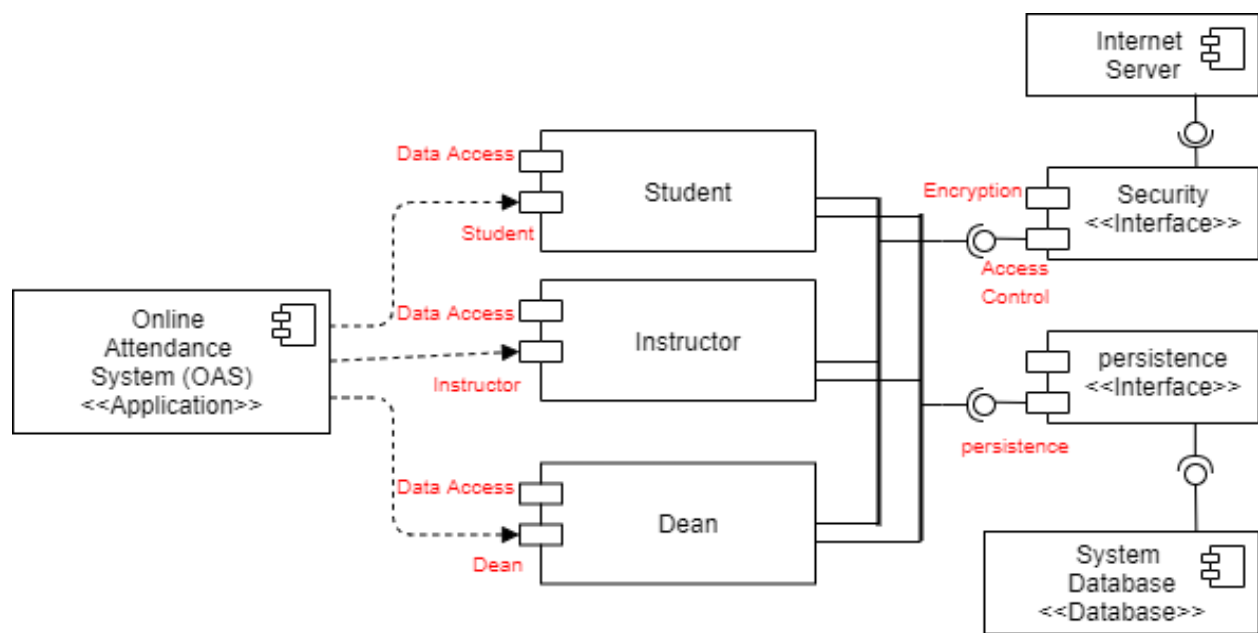 Internet
Server
Data Access
Student
Student
Encryption
Security
<<Interface>>
Access
Control
Online
Attendance
System (OAS)
<<Application>>
Data Access
Instructor
Instructor
persistence
<<Interface>>
persistence
Data Access
Dean
Dean
System
Database
<<Database>>